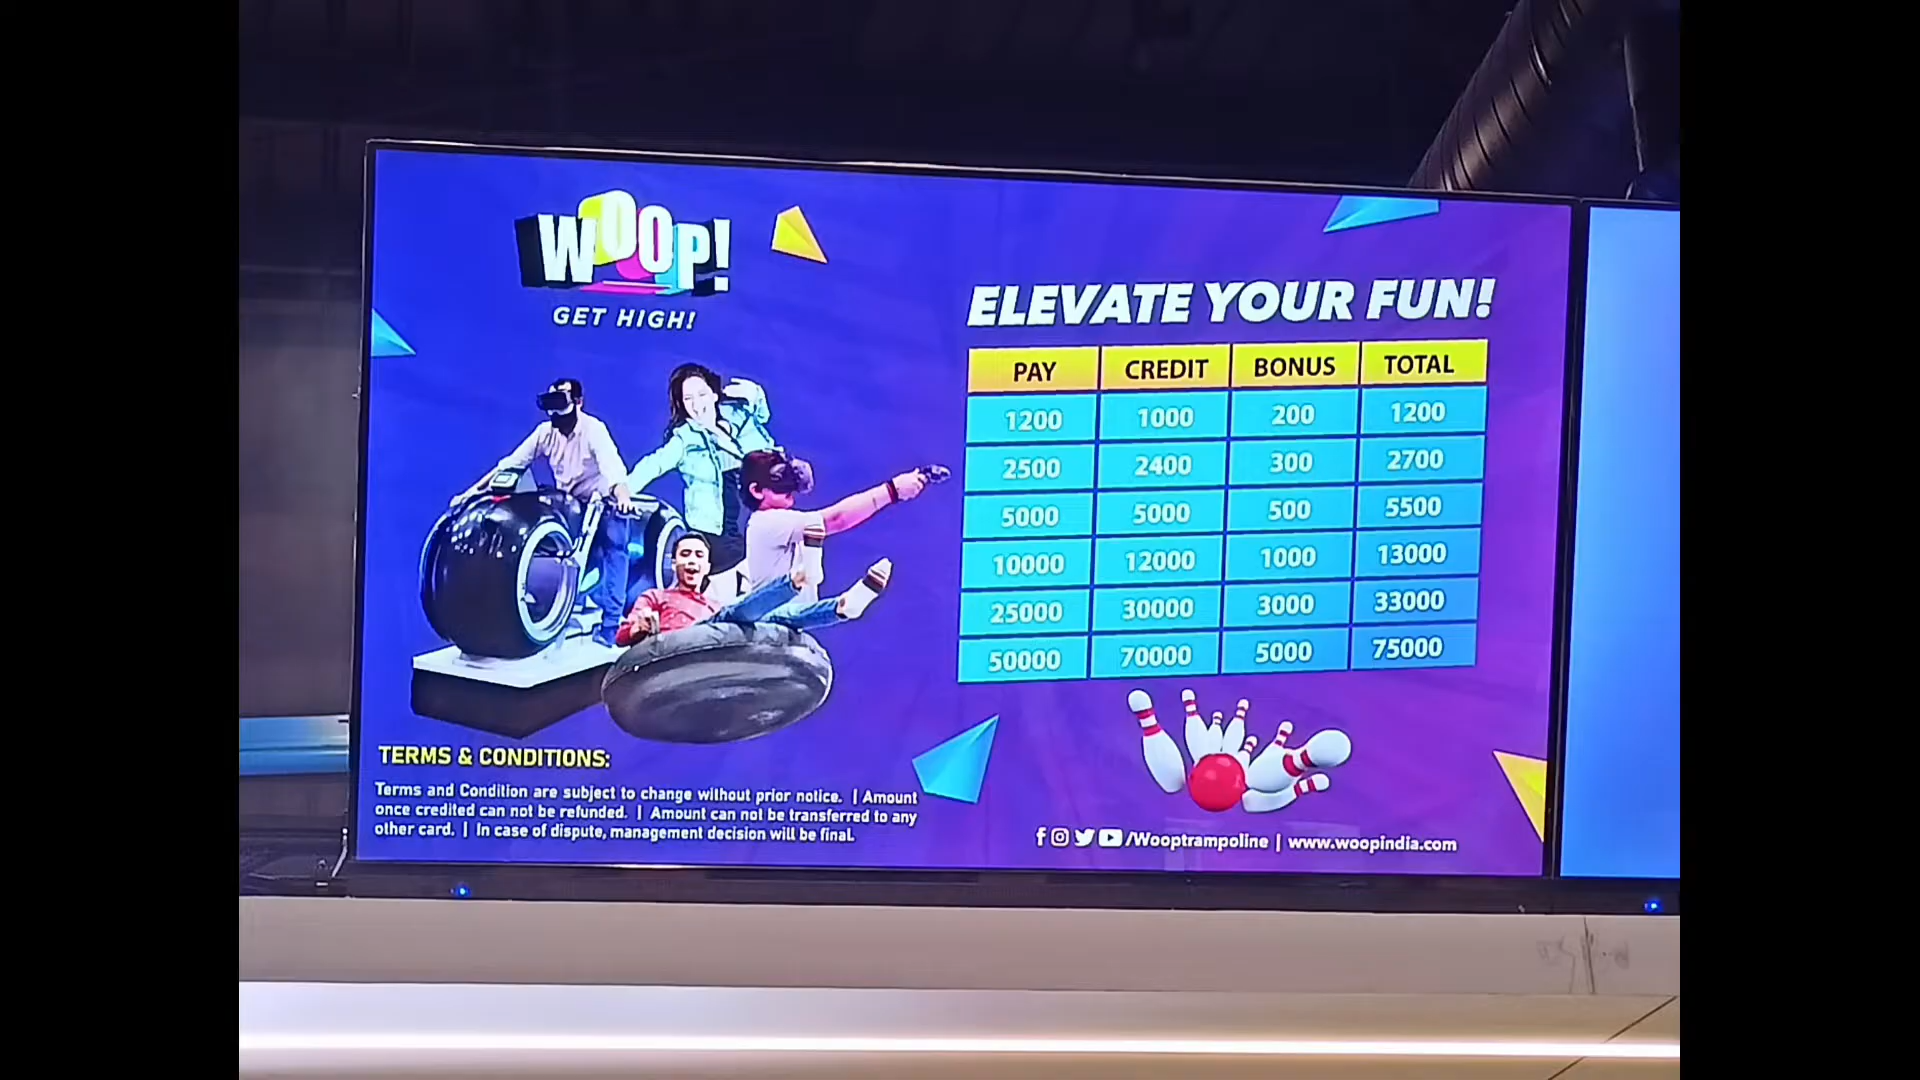 WOOP!
GET HIGH!
ELEVATE YOUR FUN!
PAY CREDIT BONUS TOTAL
1200 1000 200 1200
2500 2400 300 2700
5000 5000 500 5500
10000 12000 1000 13000
25000 30000 3000 33000
50000 70000 5000 75000
TERMS & CONDITIONS:
Terms and Condition are subject to change without prior notice. | Amount
once credited can not be refunded. | Amount can not be transferred to any
other card. | In case of dispute, management decision will be final.
/Wooptrampoline | www.woopindia.com